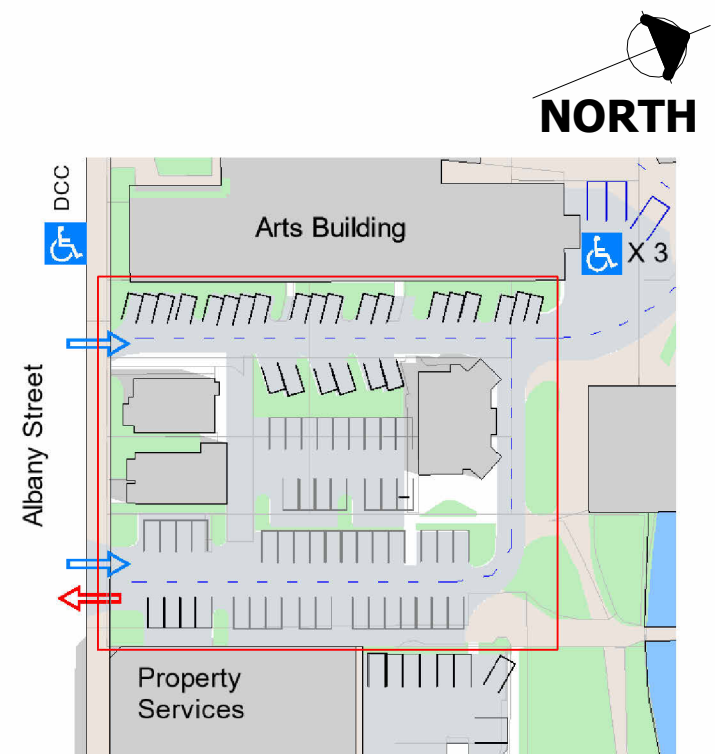 NORTH
DCC
Arts Building
X 3
Albany Street
Property
Services